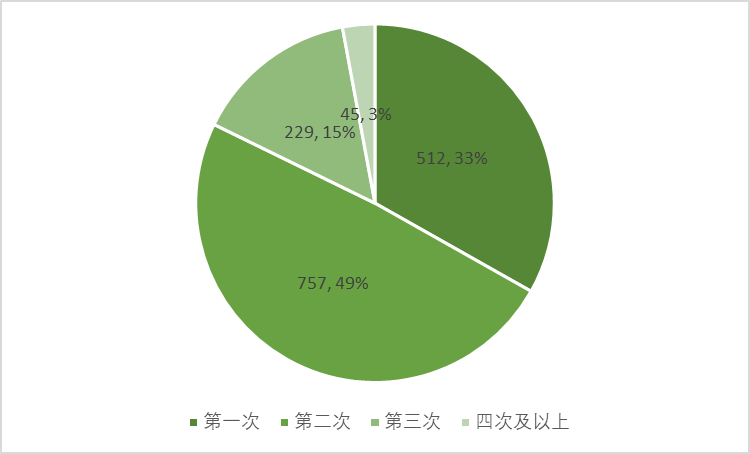 45, 3%
229, 15%
512, 33%
757, 49%
第一次 第二次 第三次 四次及以上